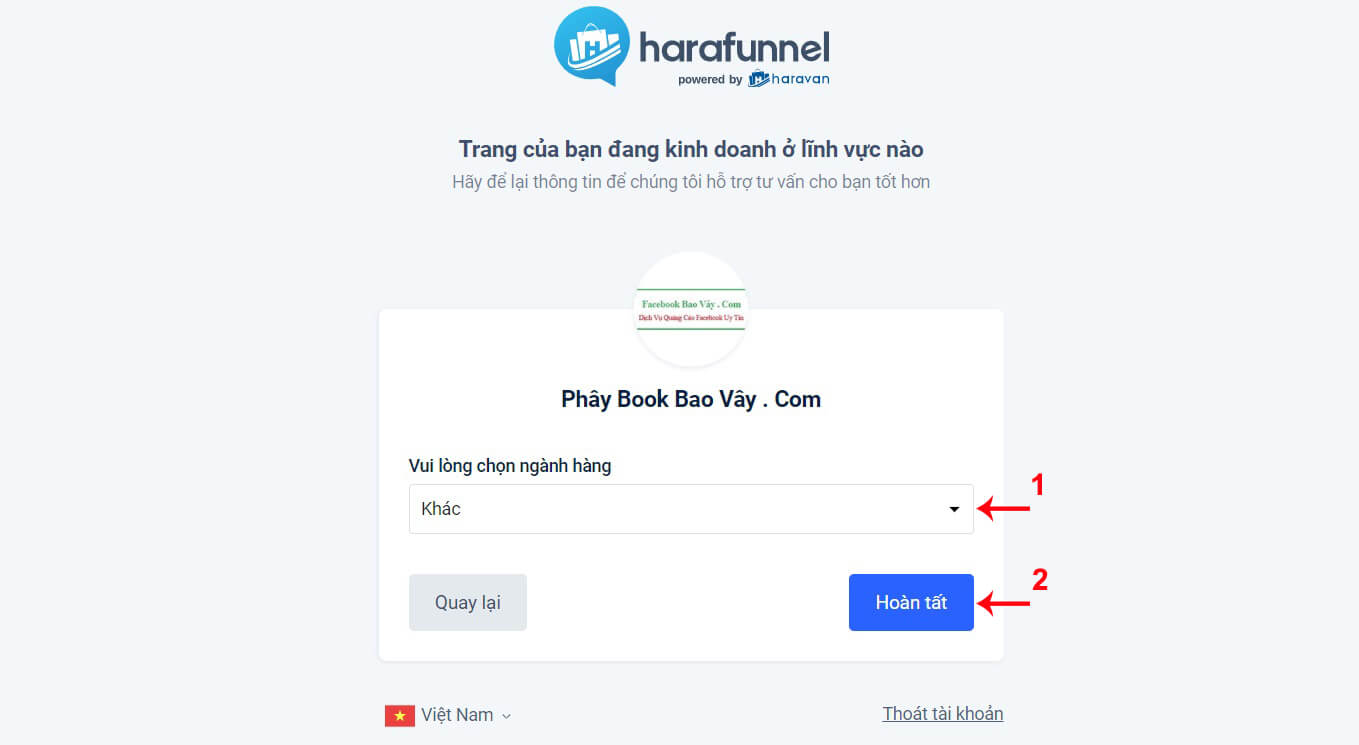 harafunnel
powered by haravan
Trang của bạn đang kinh doanh ở lĩnh vực nào
Hãy để lại thông tin để chúng tôi hỗ trợ tư vấn cho bạn tốt hơn
Facebook Bao Vây . Com
Dịch Vụ Quảng Cáo Facebook Uy Tín
Phây Book Bao Vây . Com
Vui lòng chọn ngành hàng
1
Khác
2
Quay lại Hoàn tất
Việt Nam Thoát tài khoản